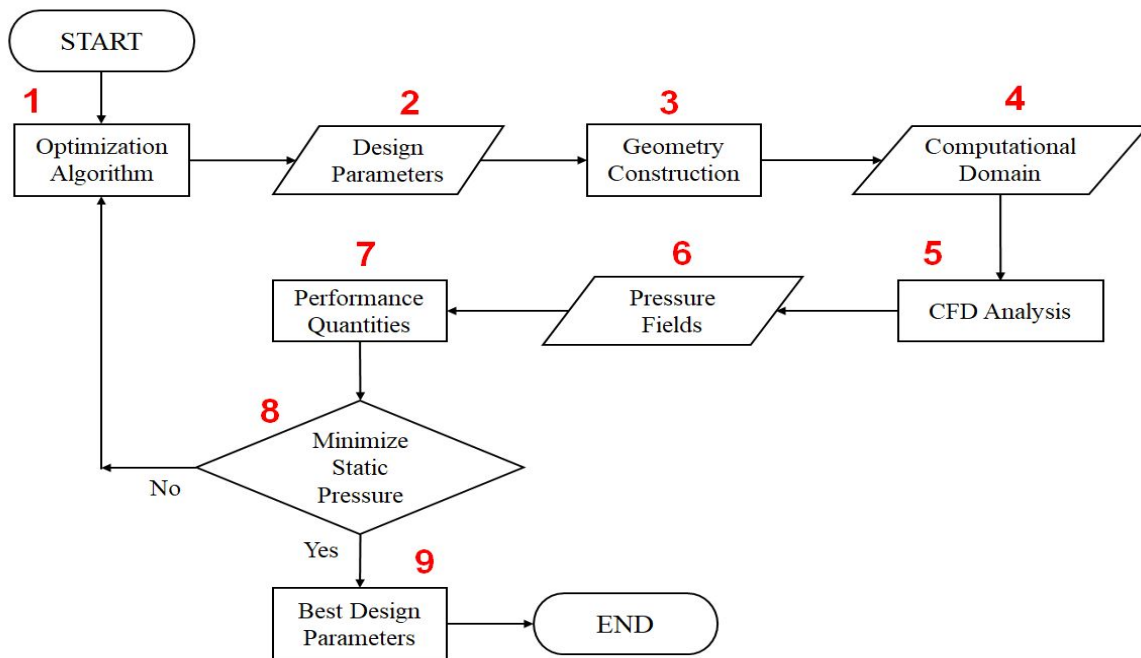 START
1
Optimization
Algorithm
2
Design
Parameters
3
Geometry
Construction
4
Computational
Domain
5
CFD Analysis
6
Pressure
Fields
7
Performance
Quantities
8
Minimize
Static
Pressure
No
Yes
9
Best Design
Parameters
END